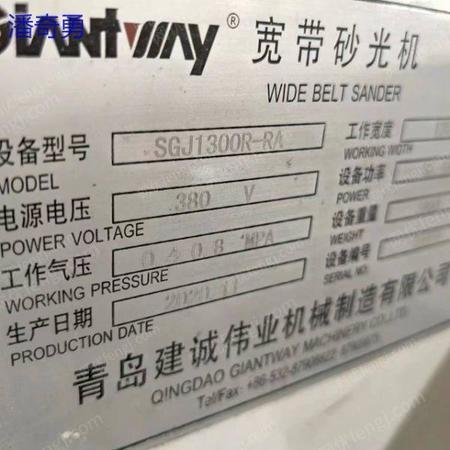 潘奇勇
GIANTWAY ® 宽带砂光机
WIDE BELT SANDER
设备型号 SGJ1300R-RA 工作宽度
MODEL WORKING WIDTH
电源电压 380 V 设备功率
POWER VOLTAGE POWER
工作气压 设备重量
WORKING PRESSURE WEIGHT
生产日期 2020 11 设备编号
PRODUCTION DATE SERIAL NO.
青岛建诚伟业机械制造有限公司
QINGDAO GIANTWAY MACHINERY CO.,LTD.